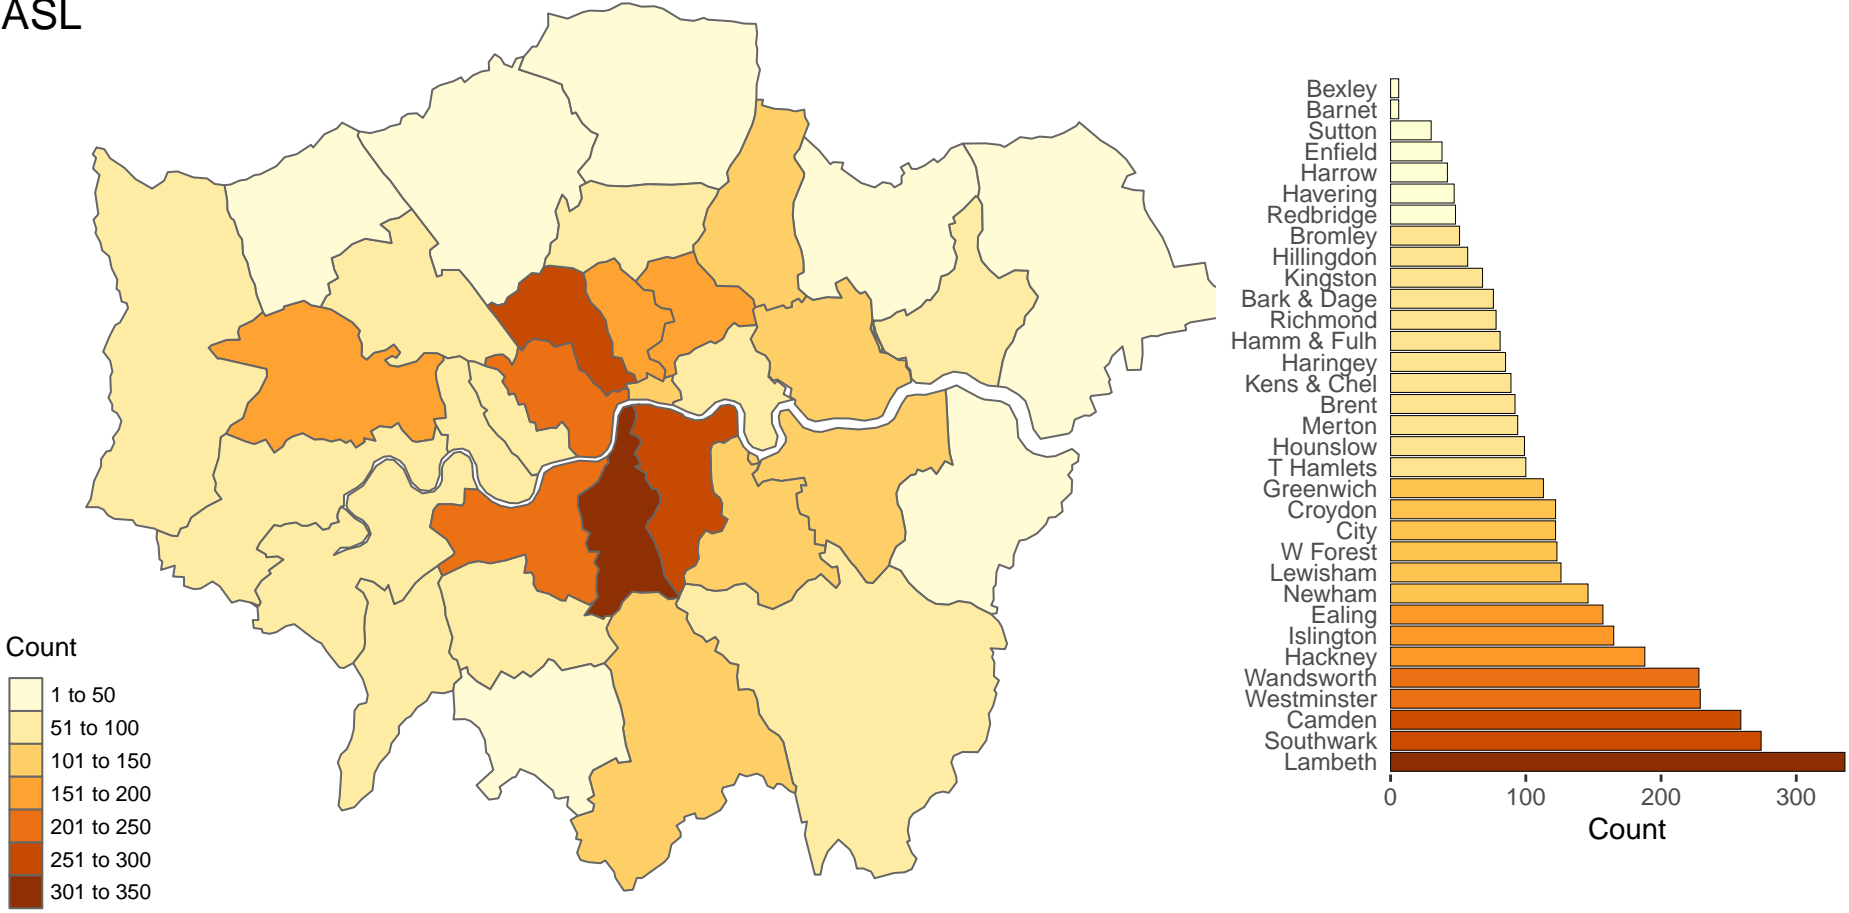 ASL
Count
1 to 50
51 to 100
101 to 150
151 to 200
201 to 250
251 to 300
301 to 350
Bexley
Barnet
Sutton
Enfield
Harrow
Havering
Redbridge
Bromley
Hillingdon
Kingston
Bark & Dage
Richmond
Hamm & Fulh
Haringey
Kens & Chel
Brent
Merton
Hounslow
T Hamlets
Greenwich
Croydon
City
W Forest
Lewisham
Newham
Ealing
Islington
Hackney
Wandsworth
Westminster
Camden
Southwark
Lambeth
0 100 200 300
Count